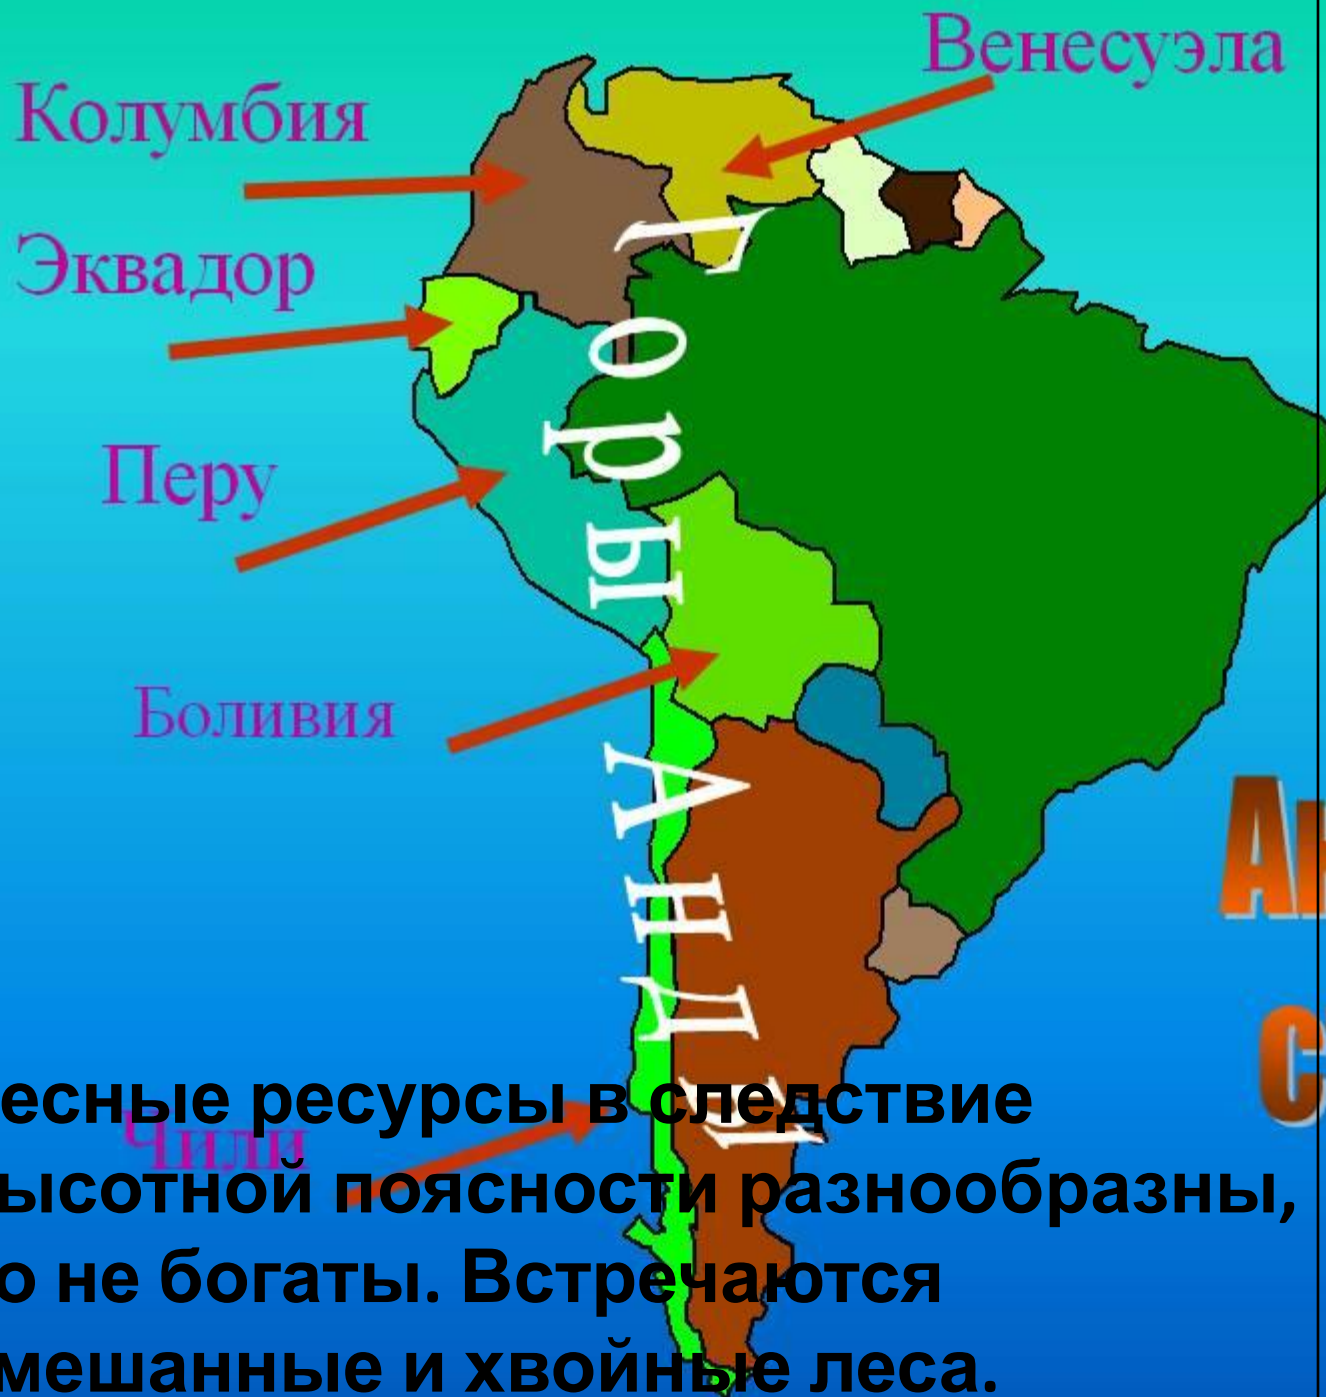 Венесуэла
Колумбия
Эквадор
Перу
Боливия
Чили
Горы Анды
есные ресурсы в следствие
ысотной поясности разнообразны,
о не богаты. Встречаются
мешанные и хвойные леса.